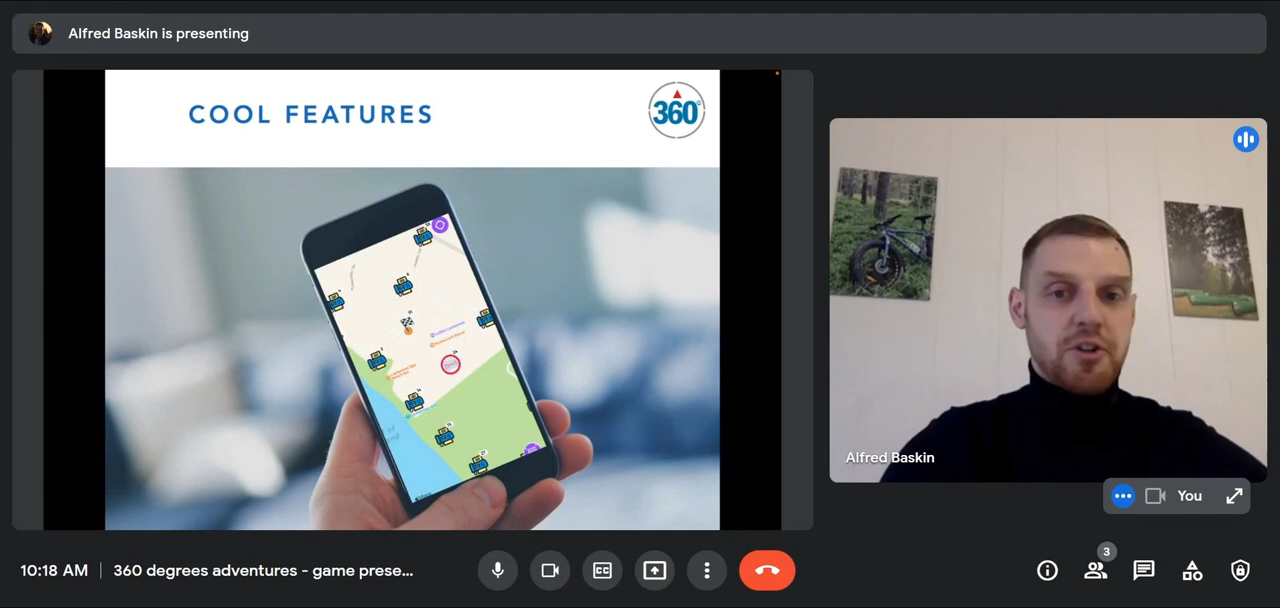 Alfred Baskin is presenting
COOL FEATURES
360°
Alfred Baskin
You
10:18 AM
360 degrees adventures - game prese...
CC
3